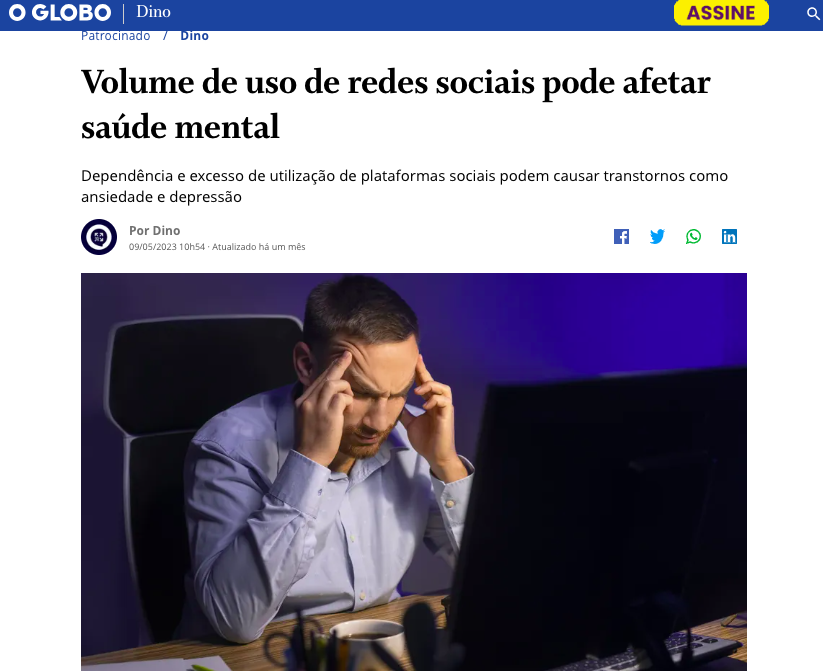 O GLOBO | Dino
ASSINE
Patrocinado / Dino
Volume de uso de redes sociais pode afetar
saúde mental
Dependência e excesso de utilização de plataformas sociais podem causar transtornos como
ansiedade e depressão
Por Dino
09/05/2023 10h54 · Atualizado há um mês